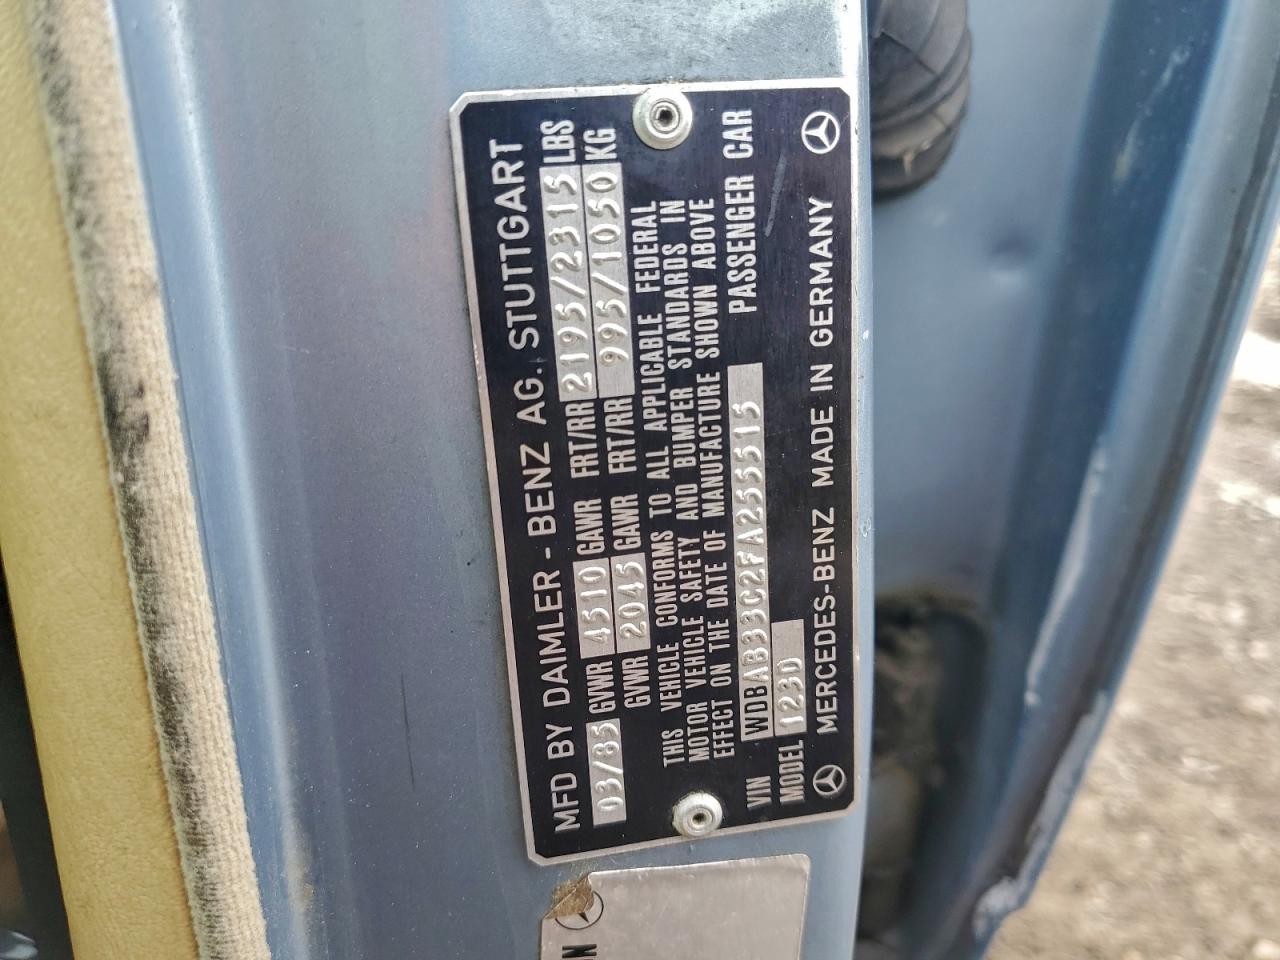 MFD BY DAIMLER-BENZ AG. STUTTGART
03/85 GVWR 4510 GAWR FRT/RR 2195/2315 LBS
GVWR 2045 GAWR FRT/RR 995/1050 KG
THIS VEHICLE CONFORMS TO ALL APPLICABLE FEDERAL
MOTOR VEHICLE SAFETY AND BUMPER STANDARDS IN
EFFECT ON THE DATE OF MANUFACTURE SHOWN ABOVE
VIN WDBAB33C2FA255515 PASSENGER CAR
MODEL 123D
MERCEDES-BENZ MADE IN GERMANY